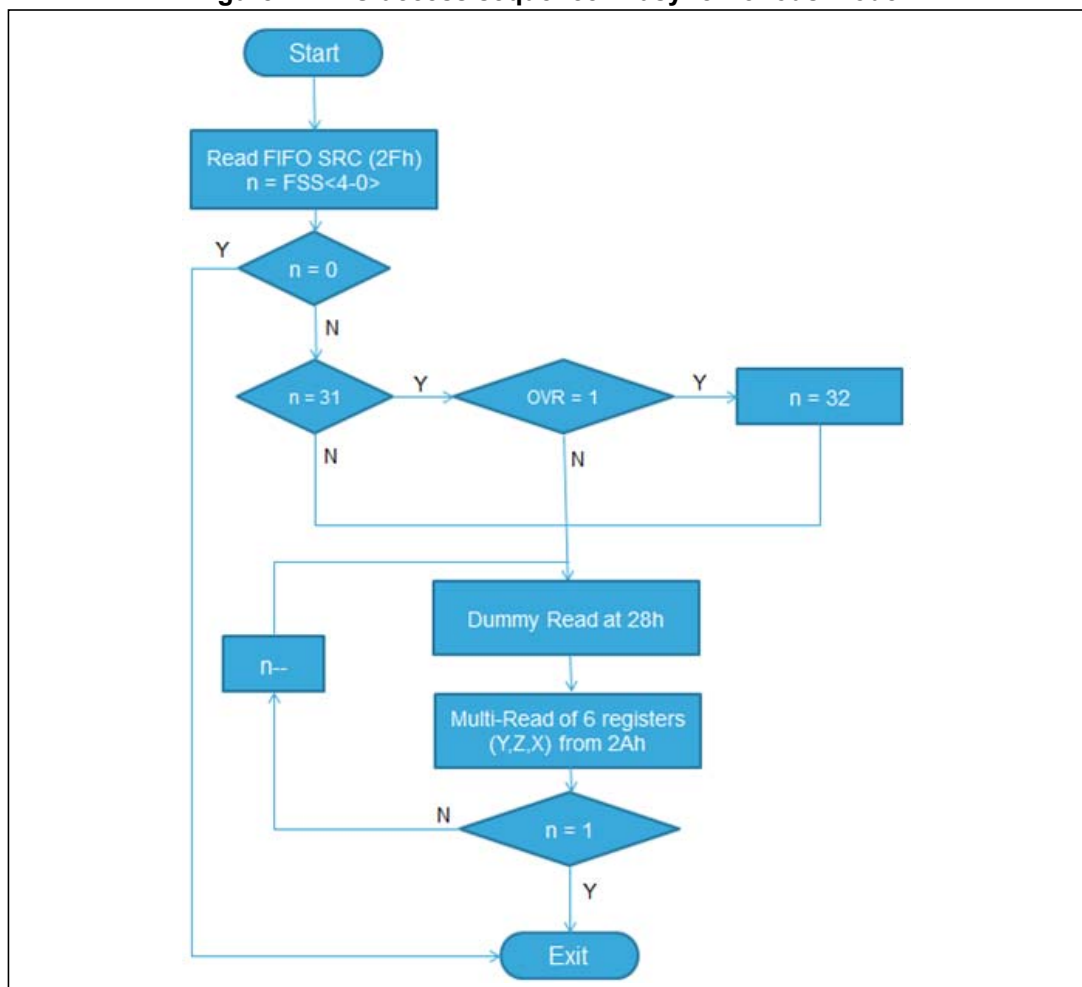 Start
Read FIFO SRC (2Fh)
n = FSS<4-0>
Y
n = 0
N
n = 31
Y
OVR = 1
Y
n = 32
N
N
Dummy Read at 28h
n--
Multi-Read of 6 registers
(Y,Z,X) from 2Ah
N
n = 1
Y
Exit